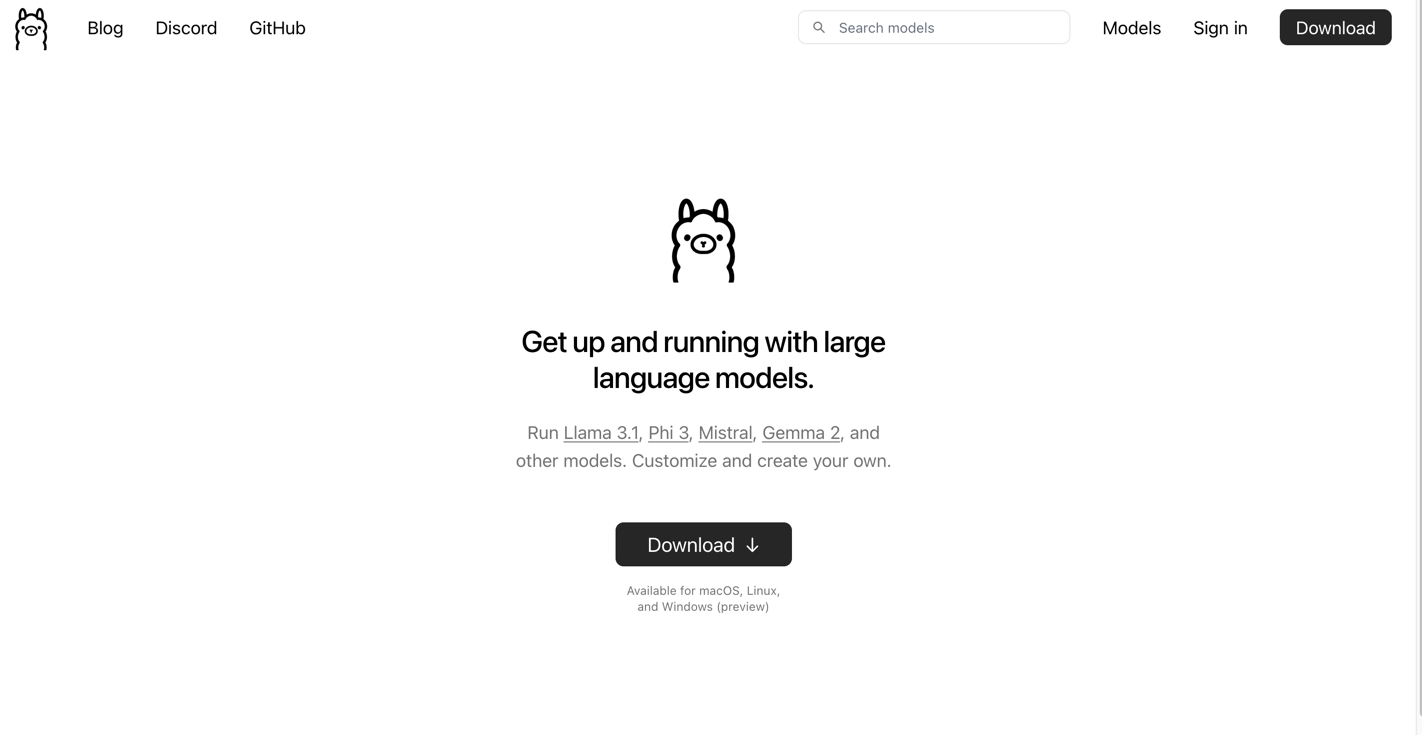 Blog Discord GitHub Search models Models Sign in Download
Get up and running with large
language models.
Run Llama 3.1, Phi 3, Mistral, Gemma 2, and
other models. Customize and create your own.
Download ↓
Available for macOS, Linux,
and Windows (preview)